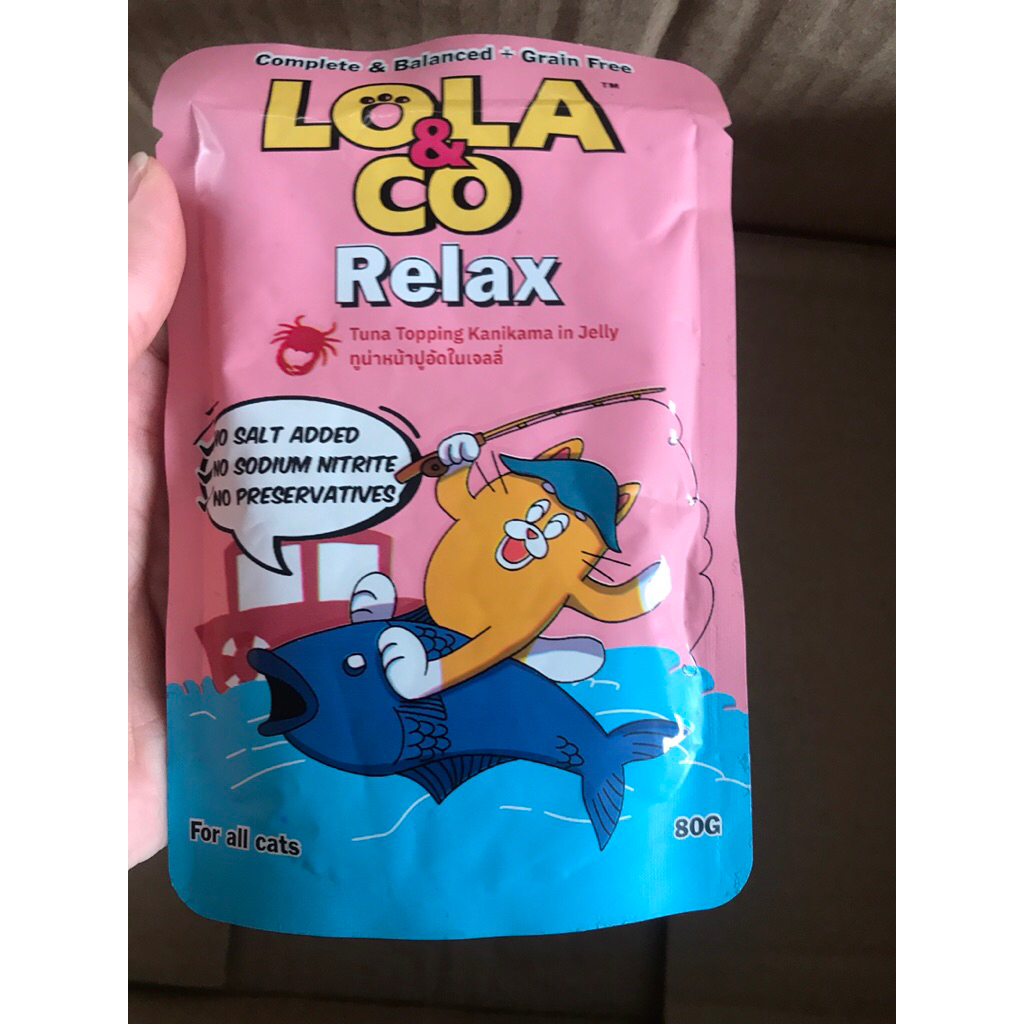 Complete & Balanced + Grain Free
LOLA™
&
CO
Relax
Tuna Topping Kanikama in Jelly
ทูน่าหน้าปูอัดในเจลลี่
NO SALT ADDED
NO SODIUM NITRITE
NO PRESERVATIVES
For all cats
80G